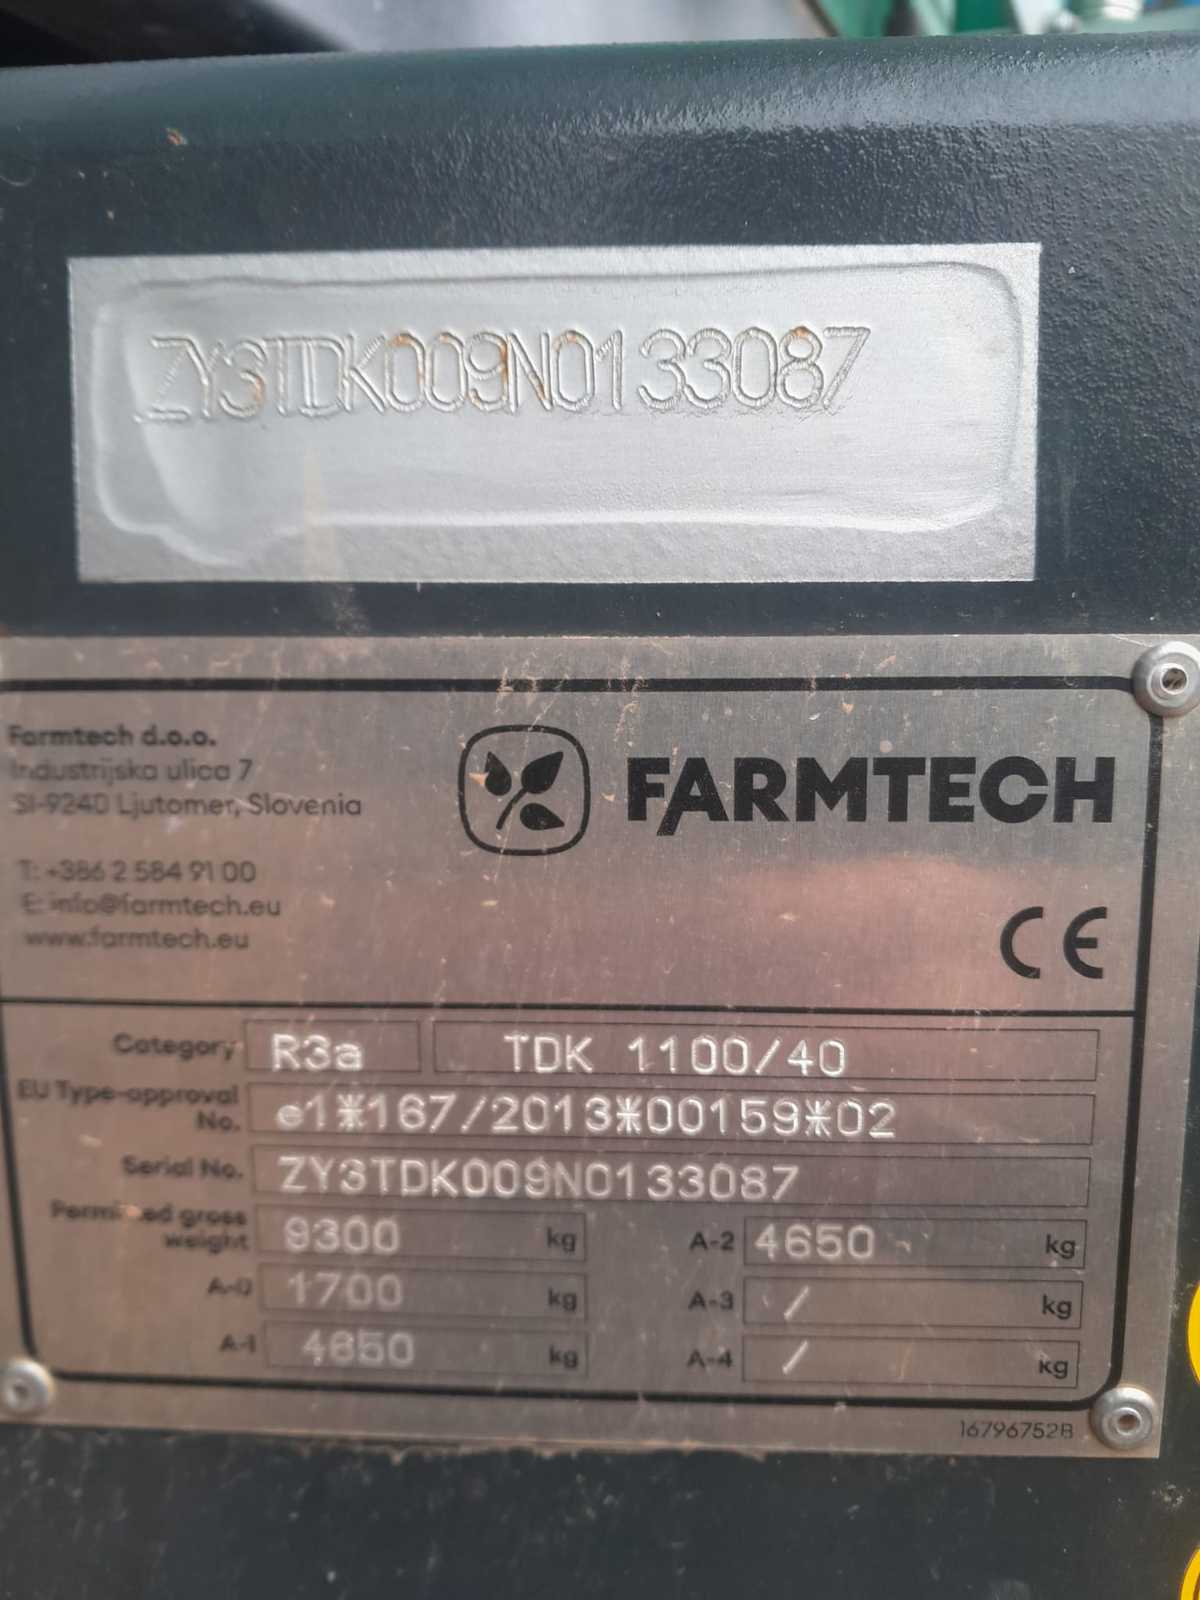 ZY3TDK009N0133087
Farmtech d.o.o.
Industrijska ulica 7
SI-9240 Ljutomer, Slovenia
FARMTECH
T: +386 2 584 91 00
E: info@farmtech.eu
www.farmtech.eu
CE
Category R3a TDK 1100/40
EU Type-approval
No. e1*167/2013*00159*02
Serial No. ZY3TDK009N0133087
Permitted gross
weight 9300 kg A-2 4650 kg
A-0 1700 kg A-3 / kg
A-1 4650 kg A-4 / kg
16796752B